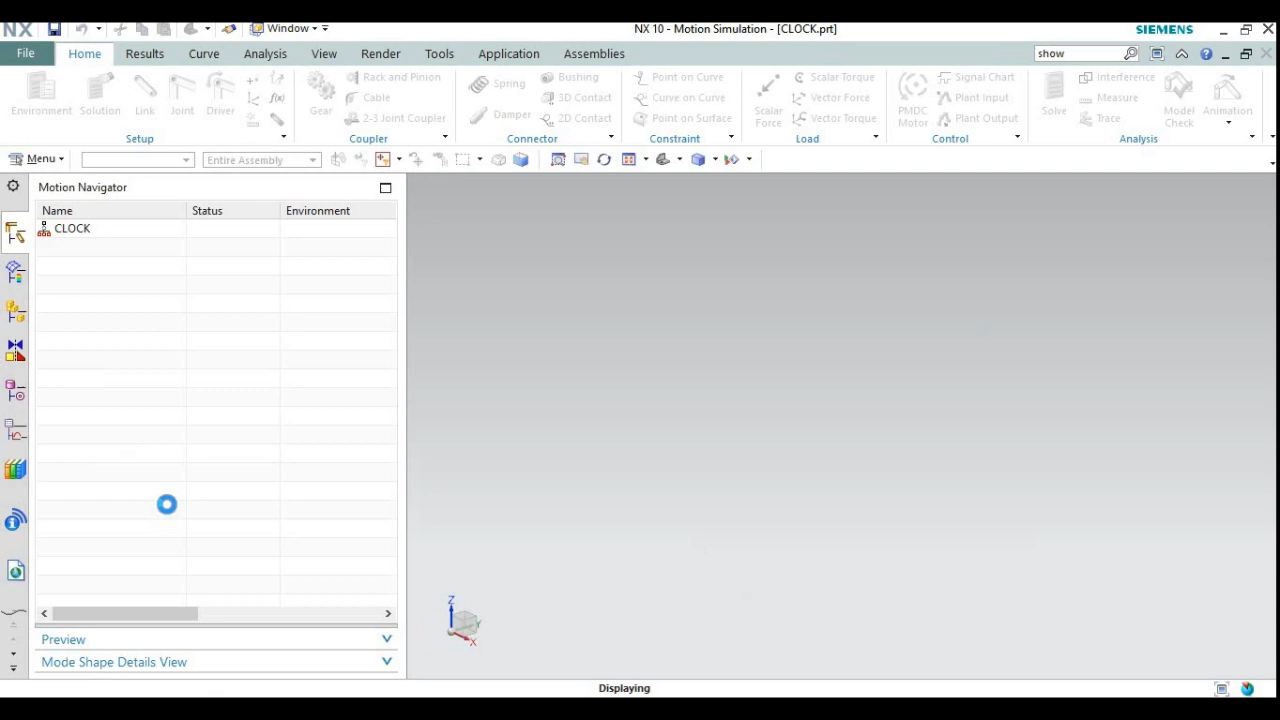 NX Window NX 10 - Motion Simulation - [CLOCK.prt] SIEMENS
File Home Results Curve Analysis View Render Tools Application Assemblies show
Environment Solution Link Joint Driver f(x) Gear Rack and Pinion Spring Bushing Point on Curve Scalar Force Scalar Torque PMDC Motor Signal Chart Solve Interference Model Check Animation
Cable 3D Contact Curve on Curve Vector Force Plant Input Measure
2-3 Joint Coupler Damper 2D Contact Point on Surface Vector Torque Plant Output Trace
Setup Coupler Connector Constraint Load Control Analysis
Menu Entire Assembly
Motion Navigator
Name Status Environment
CLOCK
Z
X
Preview
Mode Shape Details View
Displaying